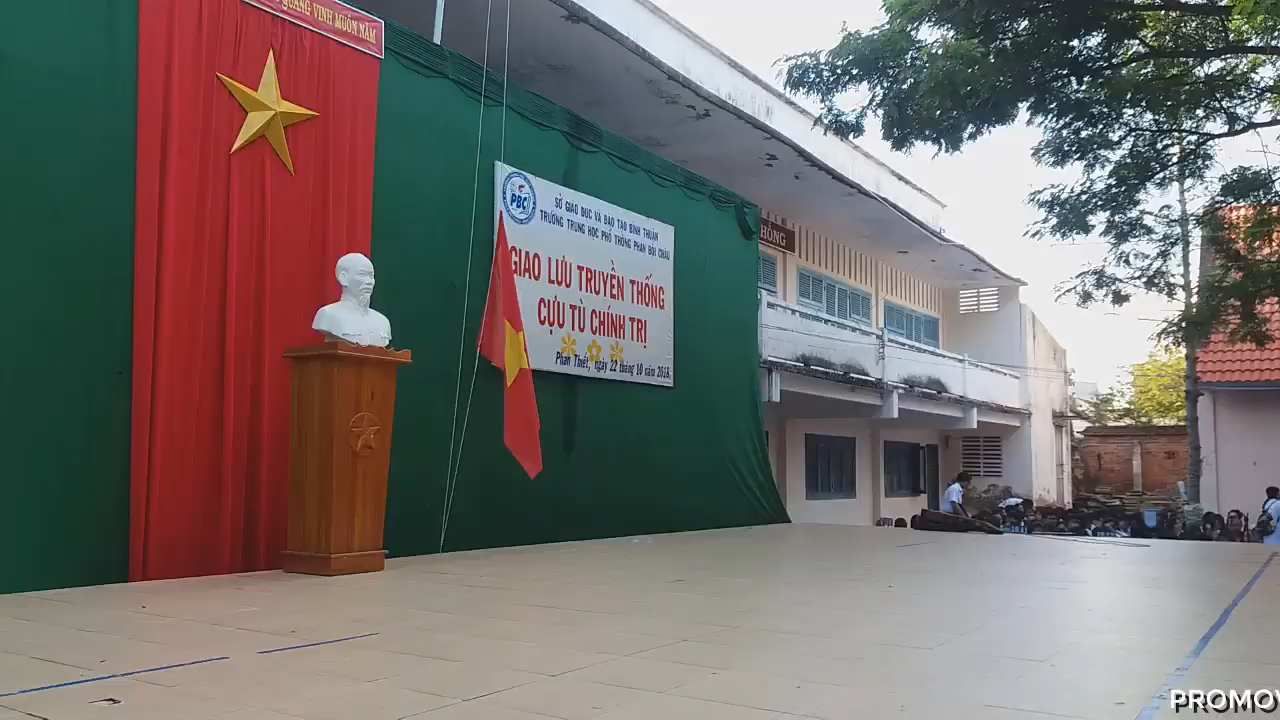 QUANG VINH MUÔN NĂM
PBC
SỞ GIÁO DỤC VÀ ĐÀO TẠO BÌNH THUẬN
TRƯỜNG TRUNG HỌC PHỔ THÔNG PHAN BỘI CHÂU
GIAO LƯU TRUYỀN THỐNG
CỰU TÙ CHÍNH TRỊ
Phan Thiết, ngày 22 tháng 10 năm 2018
HỒNG
PROMOV